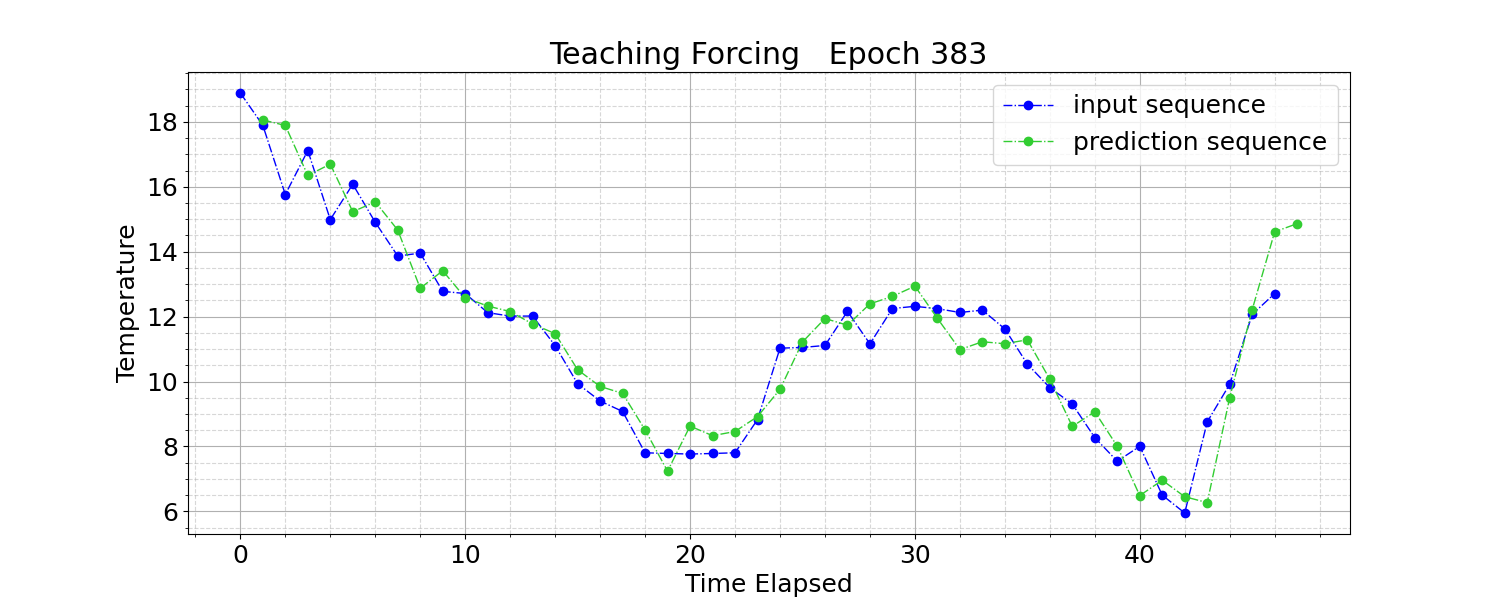 Teaching Forcing   Epoch 383
input sequence
prediction sequence
Temperature
18
16
14
12
10
8
6
0 10 20 30 40
Time Elapsed